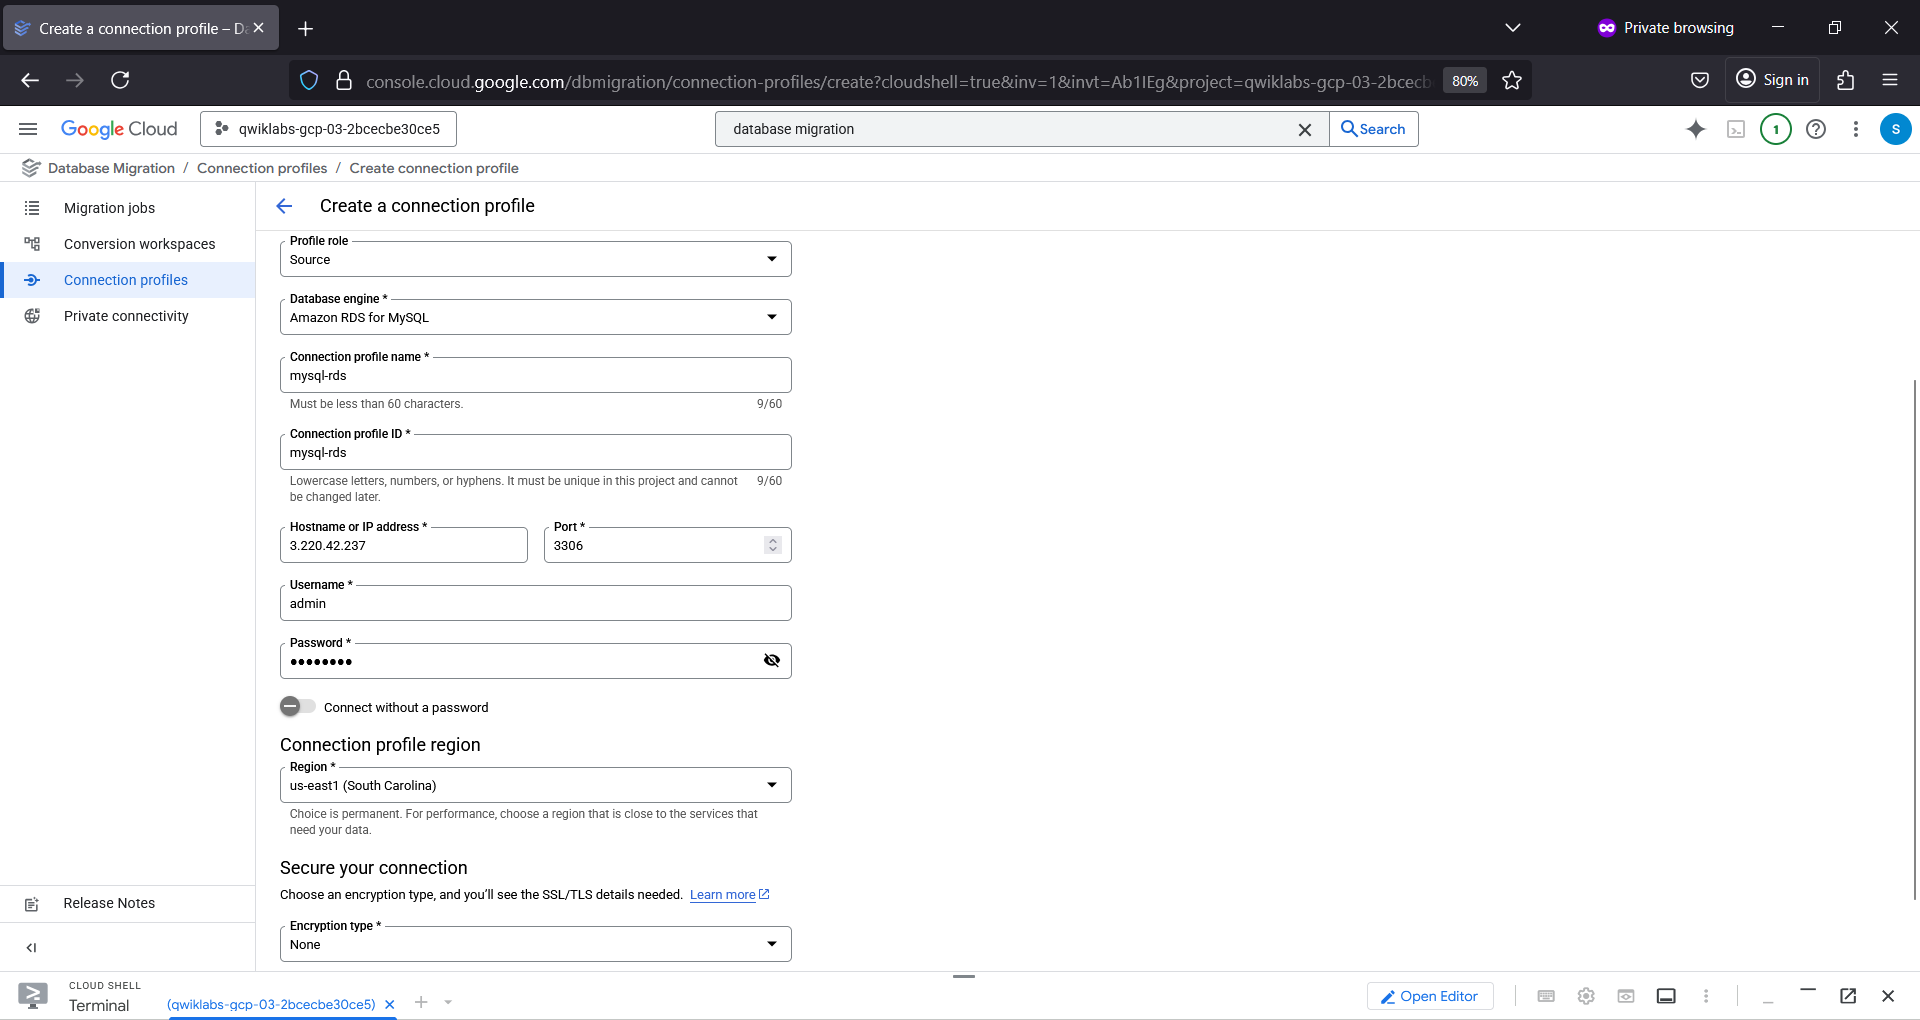 Create a connection profile – Da
Private browsing
console.cloud.google.com/dbmigration/connection-profiles/create?cloudshell=true&inv=1&invt=Ab1IEg&project=qwiklabs-gcp-03-2bcecb
80%
Sign in
Google Cloud
qwiklabs-gcp-03-2bcecbe30ce5
database migration
Search
1
S
Database Migration / Connection profiles / Create connection profile
Migration jobs
Conversion workspaces
Connection profiles
Private connectivity
Release Notes
Create a connection profile
Profile role
Source
Database engine *
Amazon RDS for MySQL
Connection profile name *
mysql-rds
Must be less than 60 characters.
9/60
Connection profile ID *
mysql-rds
Lowercase letters, numbers, or hyphens. It must be unique in this project and cannot
9/60
be changed later.
Hostname or IP address *
3.220.42.237
Port *
3306
Username *
admin
Password *
••••••••
Connect without a password
Connection profile region
Region *
us-east1 (South Carolina)
Choice is permanent. For performance, choose a region that is close to the services that
need your data.
Secure your connection
Choose an encryption type, and you'll see the SSL/TLS details needed. Learn more
Encryption type *
None
CLOUD SHELL
Terminal
(qwiklabs-gcp-03-2bcecbe30ce5)
Open Editor